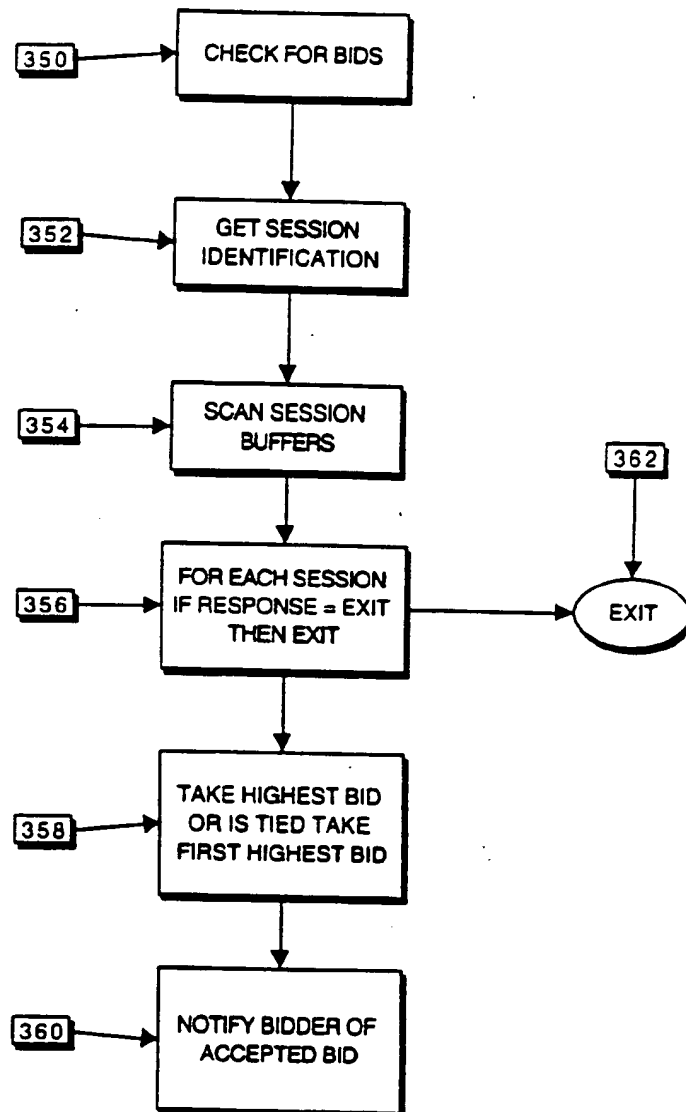 350
CHECK FOR BIDS
352
GET SESSION
IDENTIFICATION
354
SCAN SESSION
BUFFERS
362
356
FOR EACH SESSION
IF RESPONSE = EXIT
THEN EXIT
EXIT
358
TAKE HIGHEST BID
OR IS TIED TAKE
FIRST HIGHEST BID
360
NOTIFY BIDDER OF
ACCEPTED BID